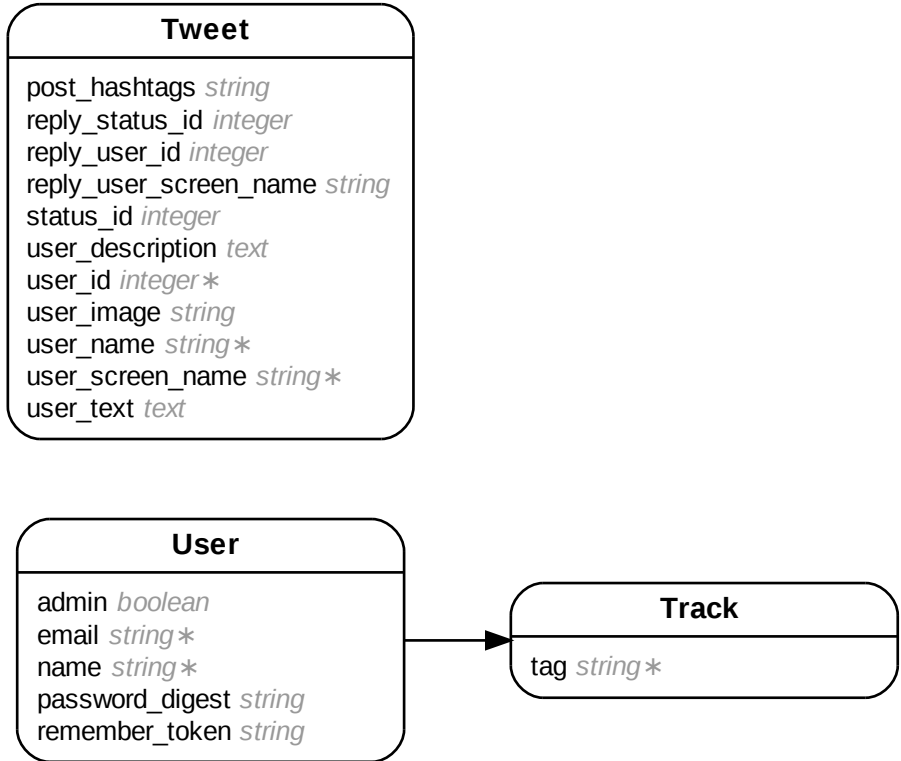 Tweet
post_hashtags string
reply_status_id integer
reply_user_id integer
reply_user_screen_name string
status_id integer
user_description text
user_id integer∗
user_image string
user_name string∗
user_screen_name string∗
user_text text
User
admin boolean
email string∗
name string∗
password_digest string
remember_token string
Track
tag string∗